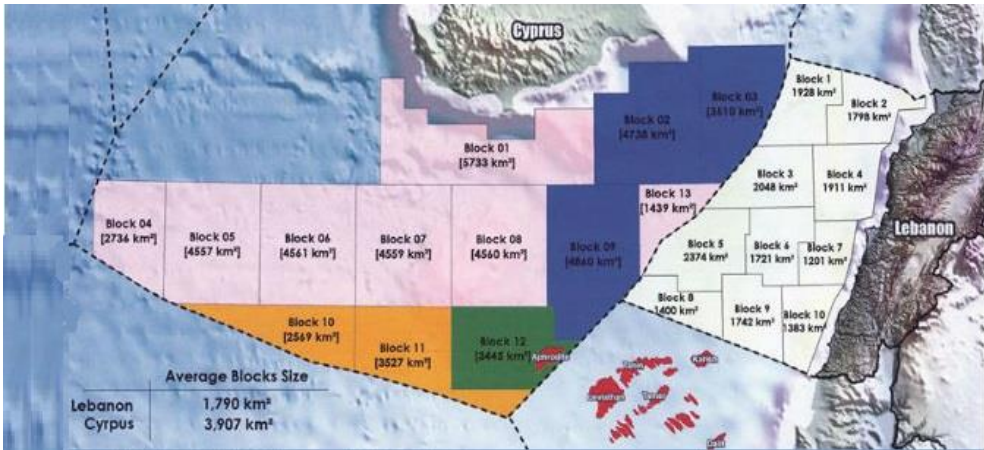 Cyprus
Block 1
1928 km²
Block 2
1798 km²
Block 03
[3610 km²]
Block 02
[4738 km²]
Block 01
[5733 km²]
Block 3
2048 km²
Block 4
1911 km²
Block 13
[1439 km²]
Block 04
[2736 km²]
Block 05
[4557 km²]
Block 06
[4561 km²]
Block 07
[4559 km²]
Block 08
[4560 km²]
Block 09
[4860 km²]
Block 5
2374 km²
Block 6
1721 km²
Block 7
1201 km²
Lebanon
Block 8
1400 km²
Block 9
1742 km²
Block 10
1383 km²
Block 10
[2569 km²]
Block 11
[3527 km²]
Block 12
[3445 km²]
Aphrodite
Karish
Leviathan
Tamar
Dalit
Average Blocks Size
Lebanon 1,790 km²
Cyrpus 3,907 km²